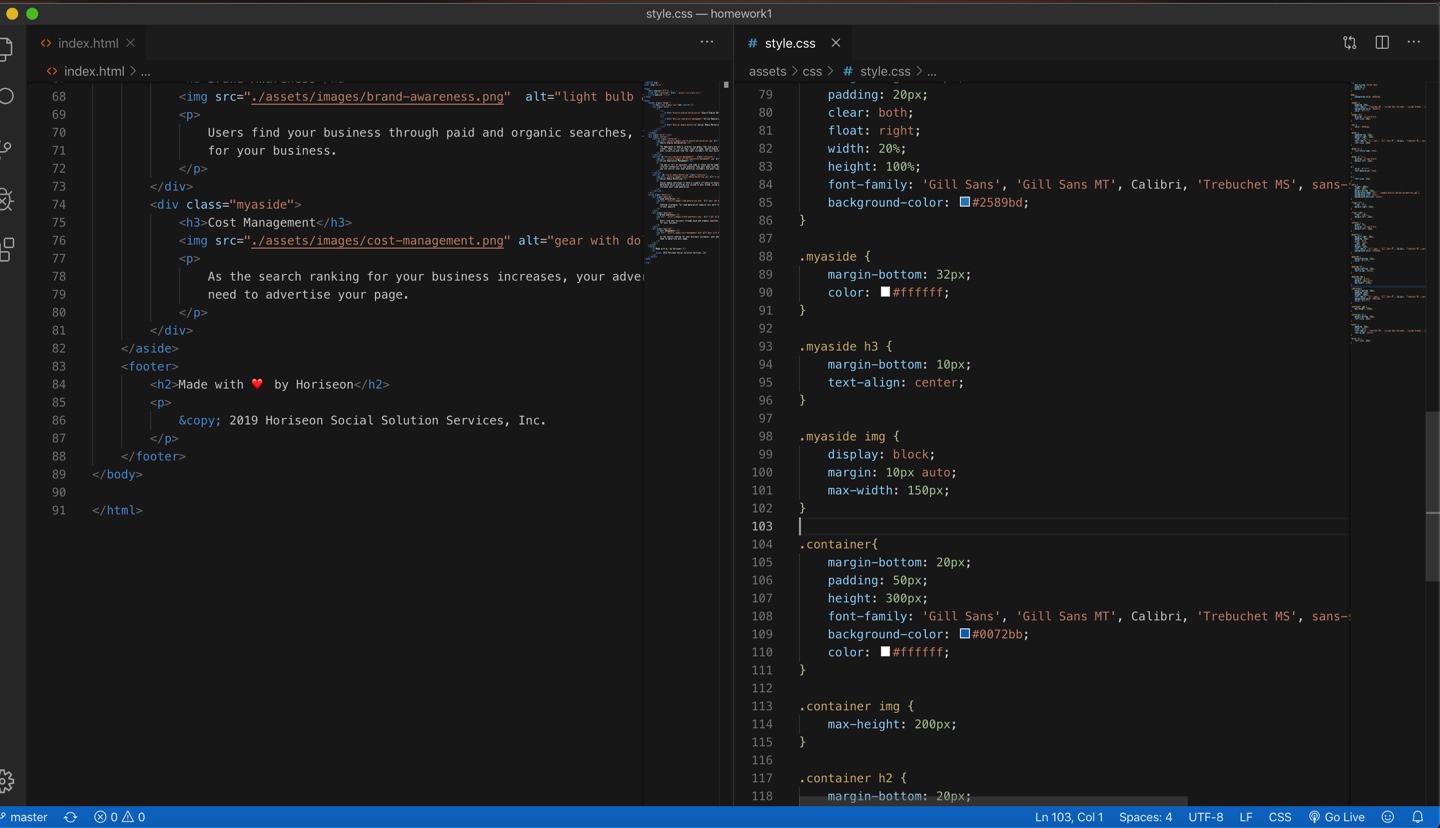 style.css — homework1
index.html
style.css
index.html > ...
assets > css > # style.css > ...
68 <img src="./assets/images/brand-awareness.png" alt="light bulb
69 <p>
70 Users find your business through paid and organic searches,
71 for your business.
72 </p>
73 </div>
74 <div class="myaside">
75 <h3>Cost Management</h3>
76 <img src="./assets/images/cost-management.png" alt="gear with do
77 <p>
78 As the search ranking for your business increases, your adve
79 need to advertise your page.
80 </p>
81 </div>
82 </aside>
83 <footer>
84 <h2>Made with ❤️ by Horiseon</h2>
85 <p>
86 &copy; 2019 Horiseon Social Solution Services, Inc.
87 </p>
88 </footer>
89 </body>
90
91 </html>
79 padding: 20px;
80 clear: both;
81 float: right;
82 width: 20%;
83 height: 100%;
84 font-family: 'Gill Sans', 'Gill Sans MT', Calibri, 'Trebuchet MS', sans-
85 background-color: #2589bd;
86 }
87
88 .myaside {
89 margin-bottom: 32px;
90 color: #ffffff;
91 }
92
93 .myaside h3 {
94 margin-bottom: 10px;
95 text-align: center;
96 }
97
98 .myaside img {
99 display: block;
100 margin: 10px auto;
101 max-width: 150px;
102 }
103
104 .container{
105 margin-bottom: 20px;
106 padding: 50px;
107 height: 300px;
108 font-family: 'Gill Sans', 'Gill Sans MT', Calibri, 'Trebuchet MS', sans-s
109 background-color: #0072bb;
110 color: #ffffff;
111 }
112
113 .container img {
114 max-height: 200px;
115 }
116
117 .container h2 {
118 margin-bottom: 20px;
master 0 0 Ln 103, Col 1 Spaces: 4 UTF-8 LF CSS Go Live